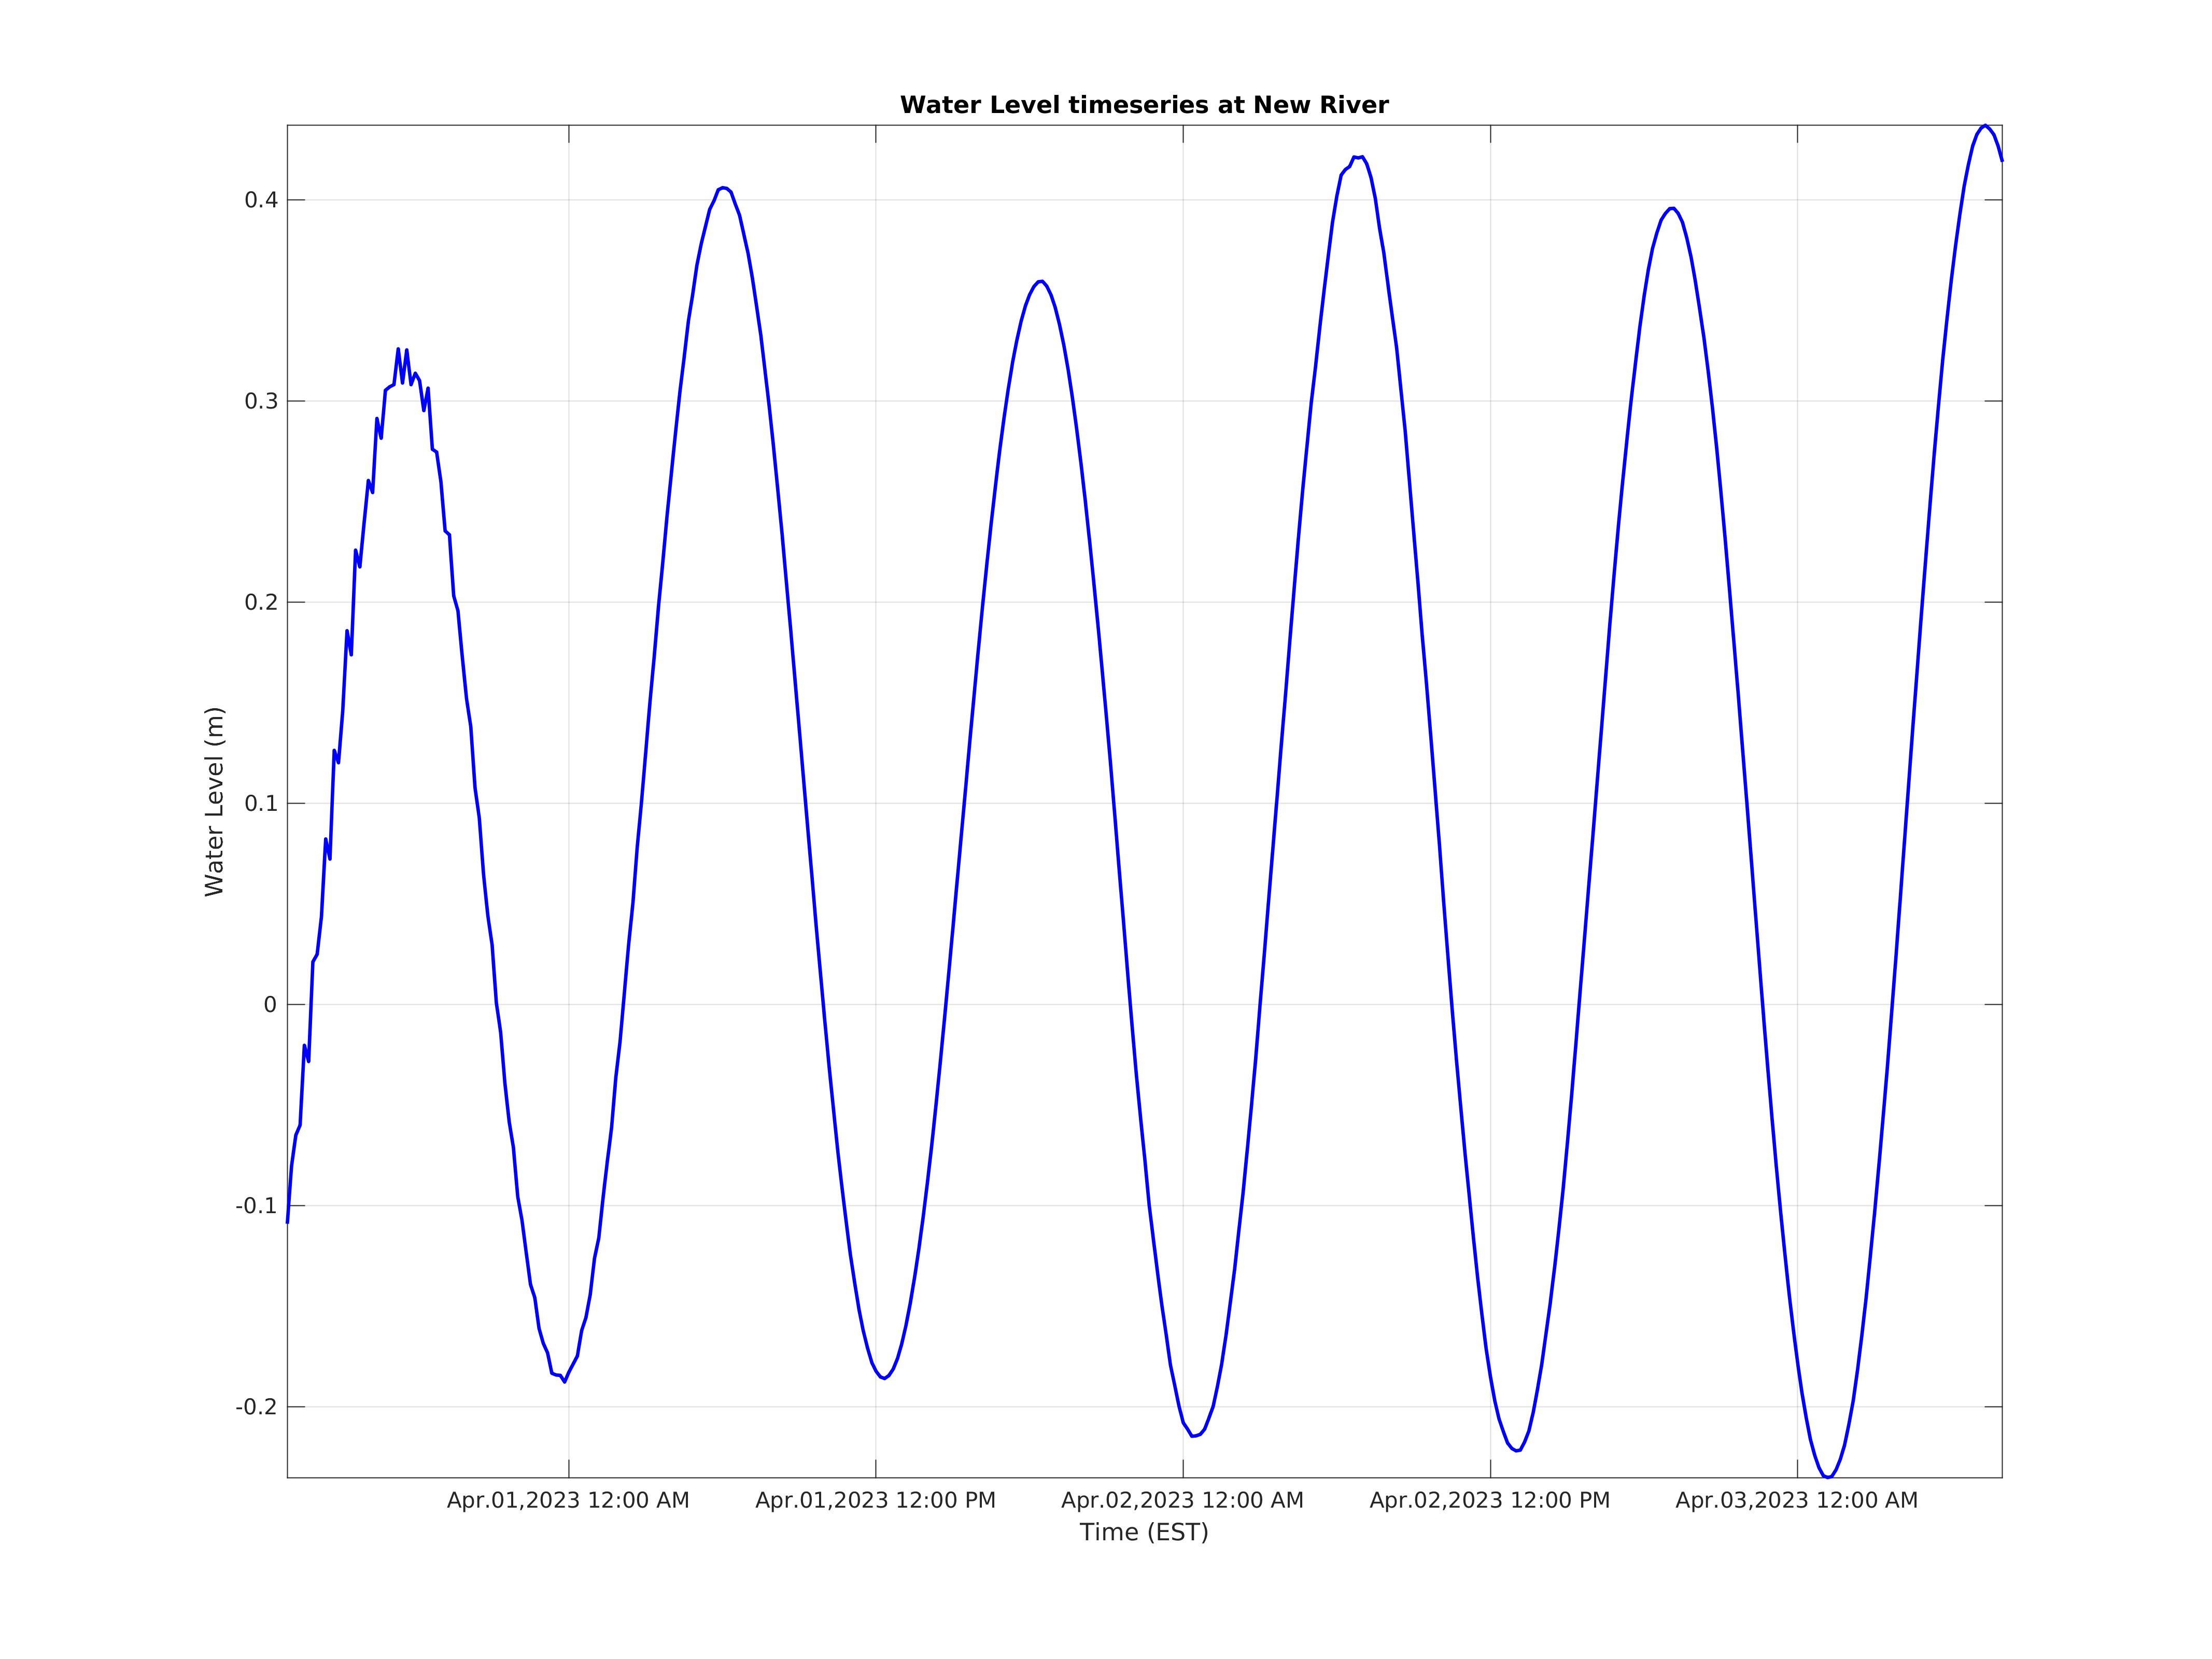 Water Level timeseries at New River
0.4
0.3
0.2
0.1
0
-0.1
-0.2
Water Level (m)
Apr.01,2023 12:00 AM
Apr.01,2023 12:00 PM
Apr.02,2023 12:00 AM
Apr.02,2023 12:00 PM
Apr.03,2023 12:00 AM
Time (EST)